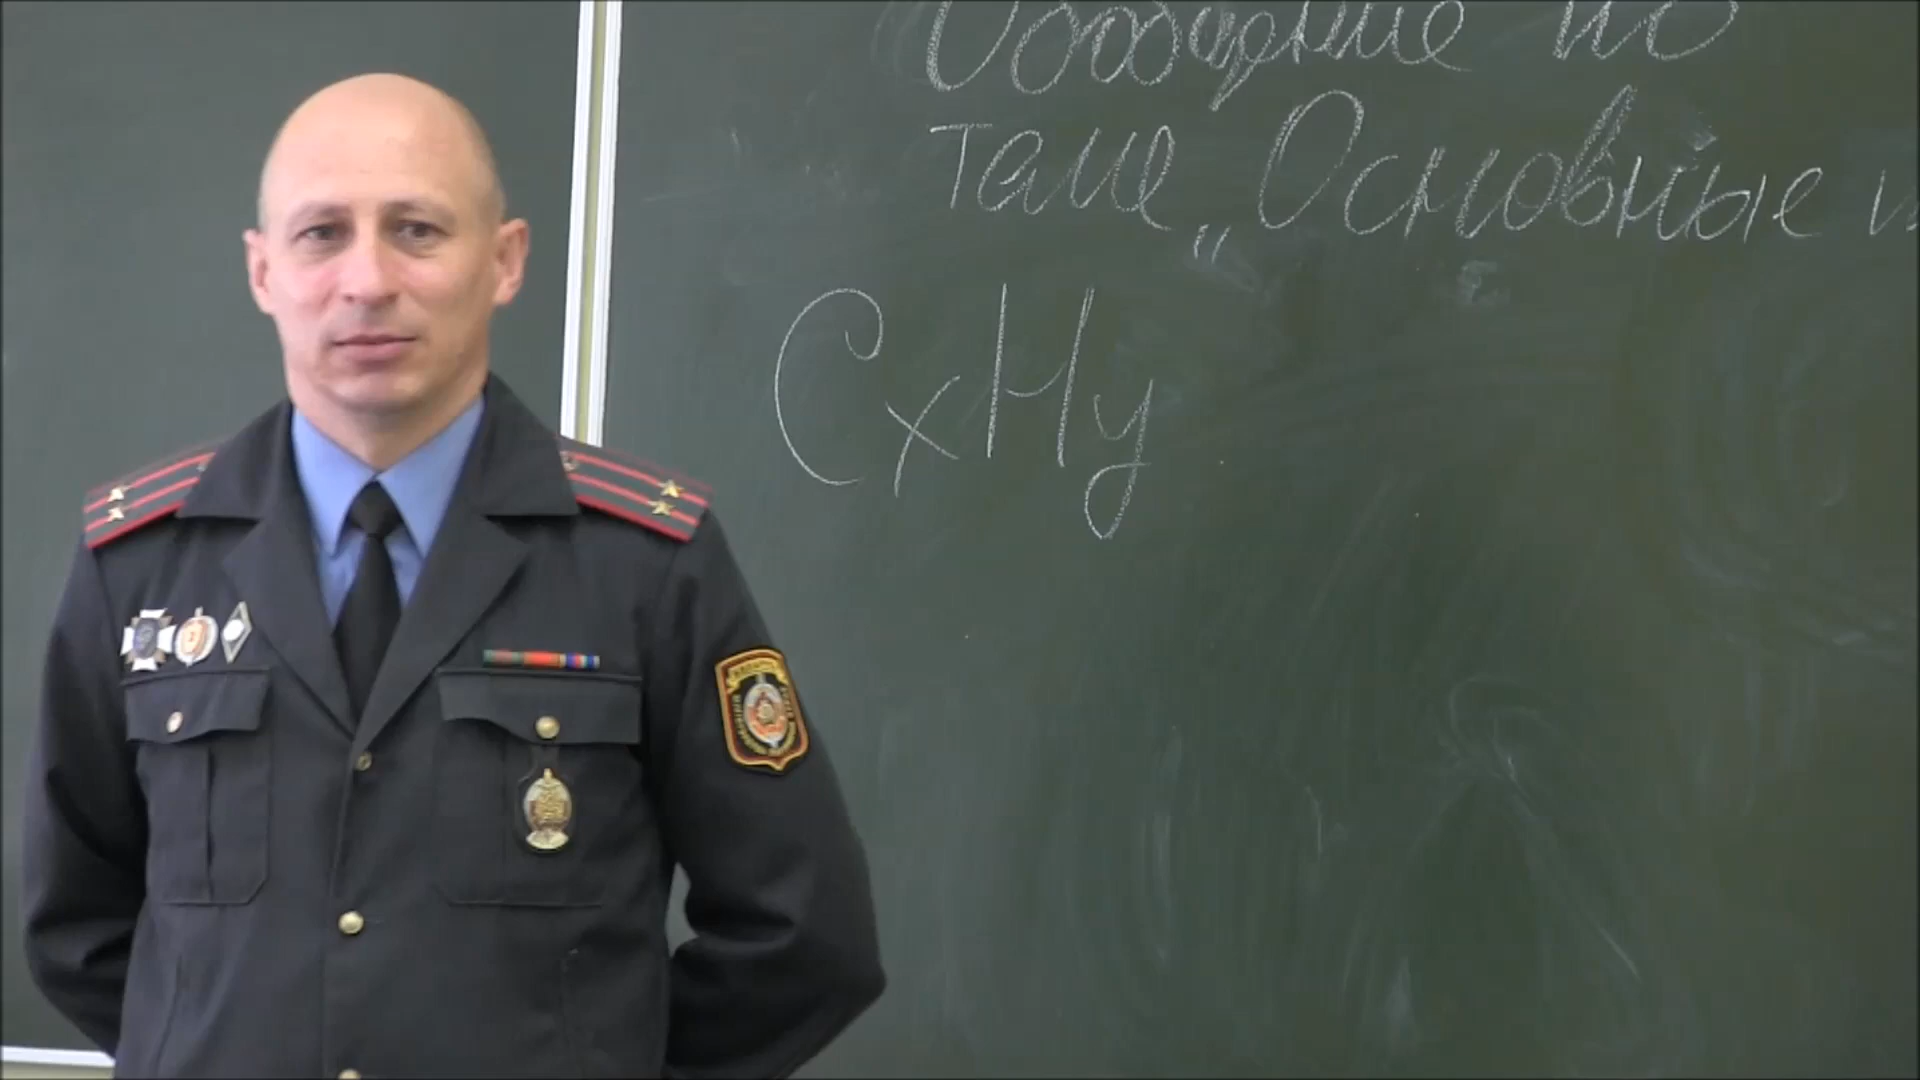 Обобщение по
теме „Основные
CxHy